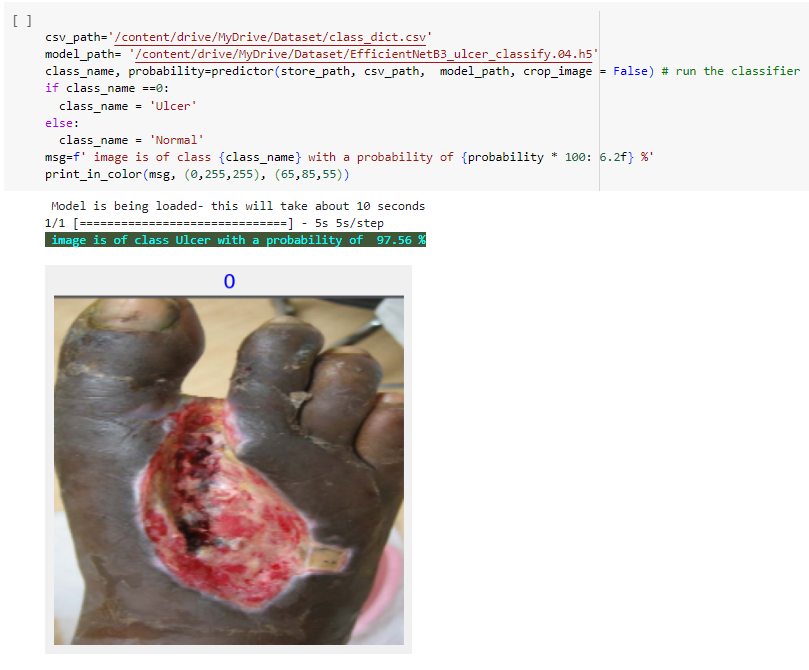 [ ]
csv_path='/content/drive/MyDrive/Dataset/class_dict.csv'
model_path= '/content/drive/MyDrive/Dataset/EfficientNetB3_ulcer_classify.04.h5'
class_name, probability=predictor(store_path, csv_path,  model_path, crop_image = False) # run the classifier
if class_name ==0:
  class_name = 'Ulcer'
else:
  class_name = 'Normal'
msg=f' image is of class {class_name} with a probability of {probability * 100: 6.2f} %'
print_in_color(msg, (0,255,255), (65,85,55))
 Model is being loaded- this will take about 10 seconds
1/1 [==============================] - 5s 5s/step
 image is of class Ulcer with a probability of  97.56 %
0